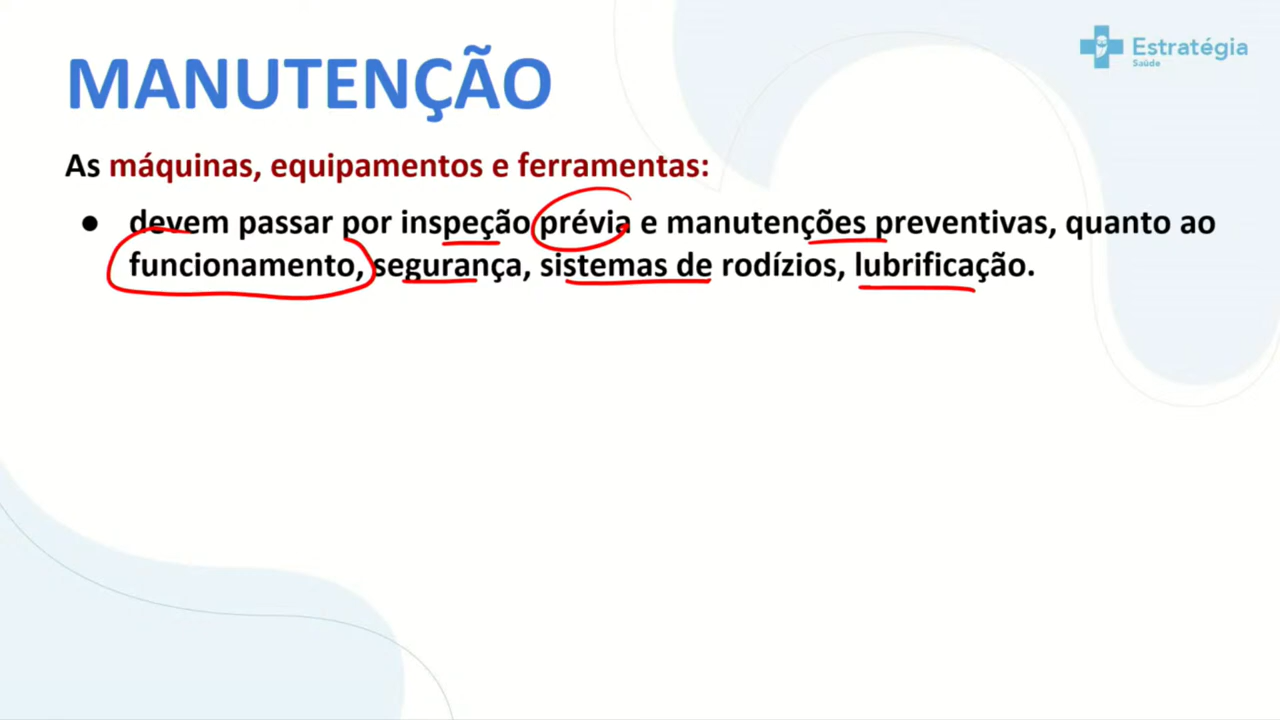 Estratégia
Saúde
MANUTENÇÃO
As máquinas, equipamentos e ferramentas:
● devem passar por inspeção prévia e manutenções preventivas, quanto ao
funcionamento, segurança, sistemas de rodízios, lubrificação.